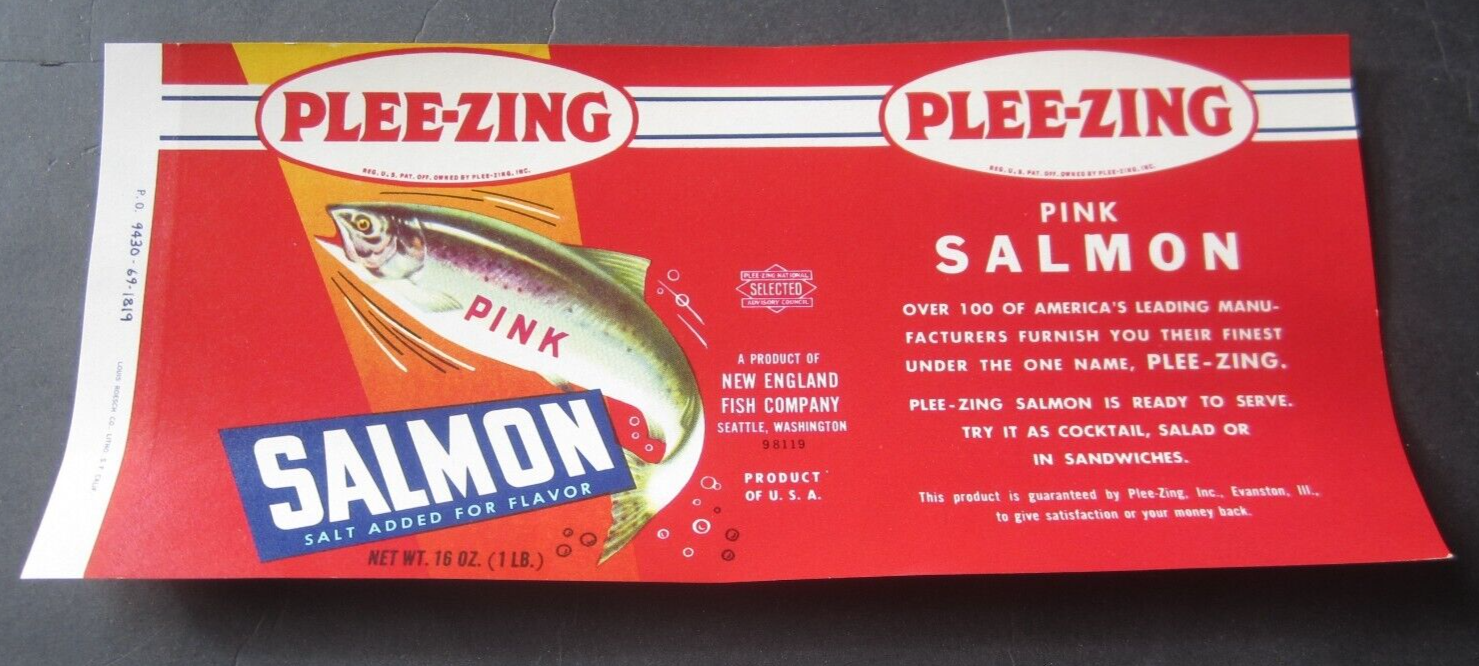 PLEE-ZING
REG. U. S. PAT. OFF. OWNED BY PLEE-ZING, INC.
PINK
SALMON
SALT ADDED FOR FLAVOR
NET WT. 16 OZ. (1 LB.)
PLEE-ZING NATIONAL
SELECTED
ADVISORY COUNCIL
A PRODUCT OF
NEW ENGLAND
FISH COMPANY
SEATTLE, WASHINGTON
98119
PRODUCT
OF U. S. A.
PLEE-ZING
REG. U. S. PAT. OFF. OWNED BY PLEE-ZING, INC.
PINK
SALMON
OVER 100 OF AMERICA'S LEADING MANU-
FACTURERS FURNISH YOU THEIR FINEST
UNDER THE ONE NAME, PLEE-ZING.
PLEE-ZING SALMON IS READY TO SERVE.
TRY IT AS COCKTAIL, SALAD OR
IN SANDWICHES.
This product is guaranteed by Plee-Zing, Inc., Evanston, Ill.,
to give satisfaction or your money back.
P. O. 9430-69-1819
LOUIS ROESCH CO. LITHO. S F CALIF